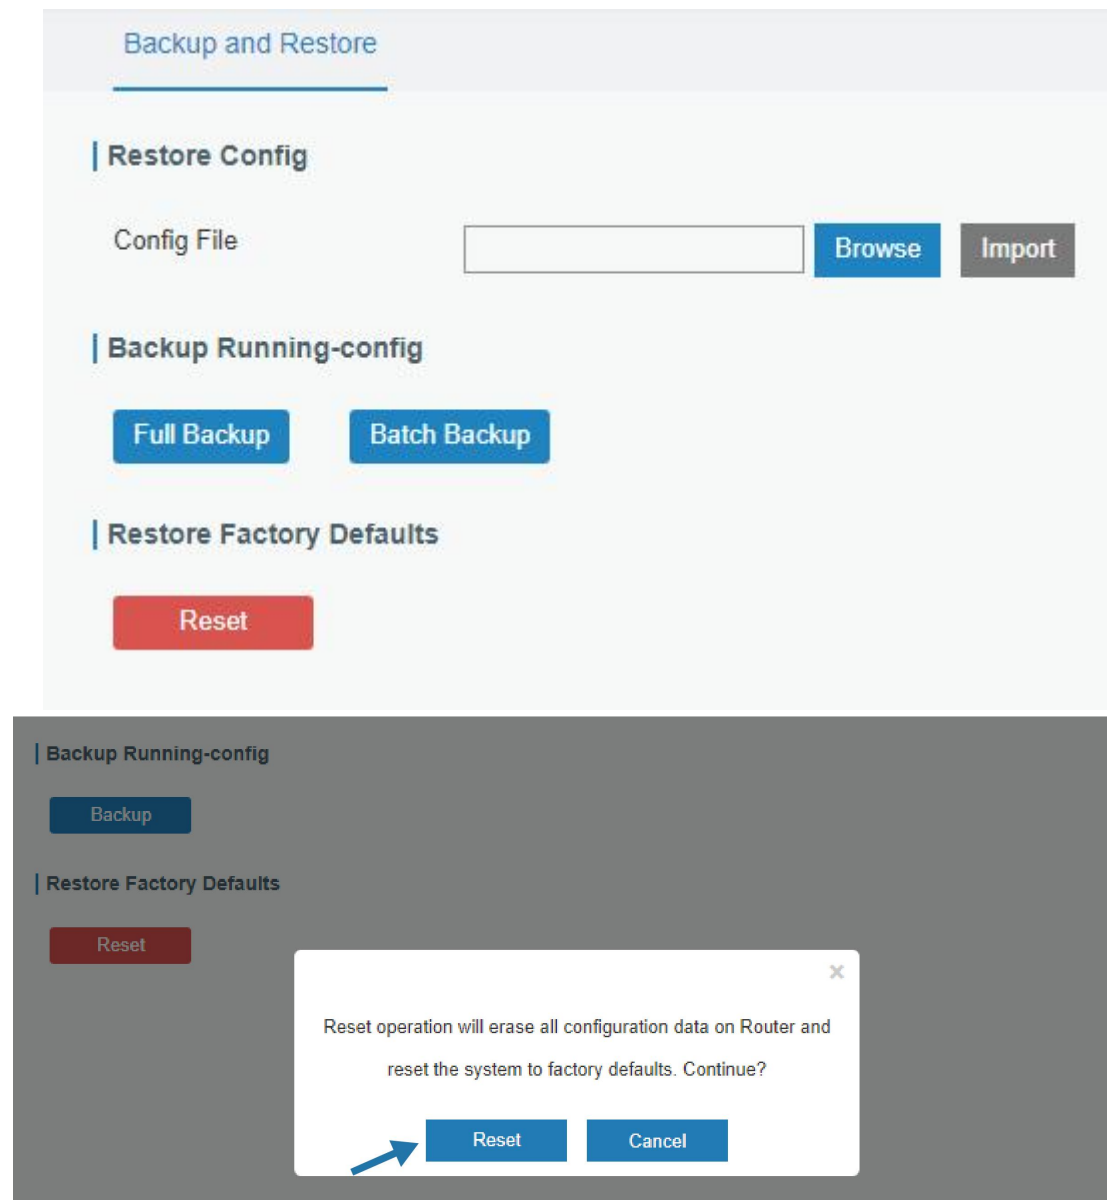 Backup and Restore
Restore Config
Config File
Browse
Import
Backup Running-config
Full Backup
Batch Backup
Restore Factory Defaults
Reset
Backup Running-config
Backup
Restore Factory Defaults
Reset
×
Reset operation will erase all configuration data on Router and
reset the system to factory defaults. Continue?
Reset
Cancel